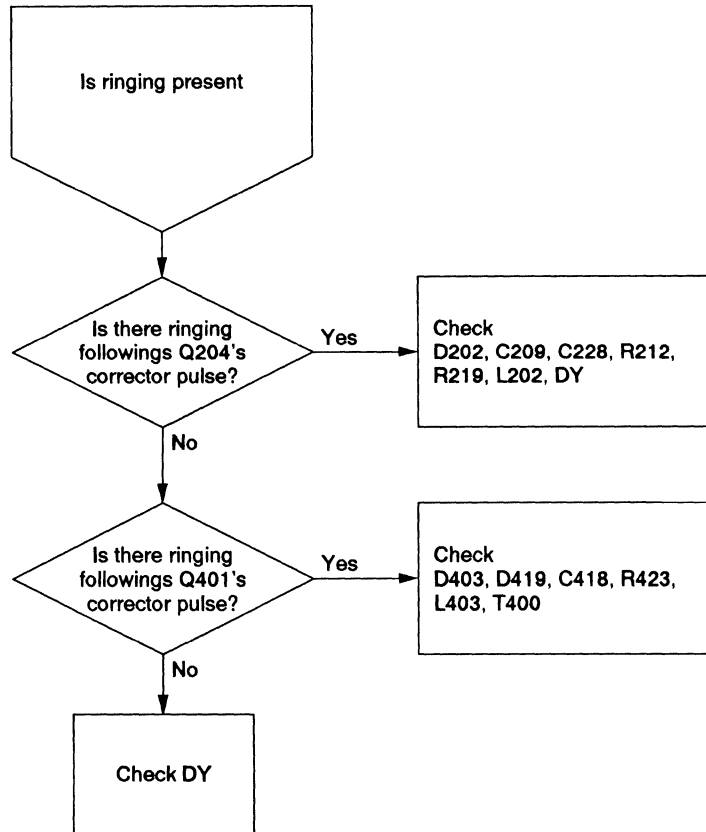 Is ringing present
Is there ringing
followings Q204's
corrector pulse?
Yes
Check
D202, C209, C228, R212,
R219, L202, DY
No
Is there ringing
followings Q401's
corrector pulse?
Yes
Check
D403, D419, C418, R423,
L403, T400
No
Check DY